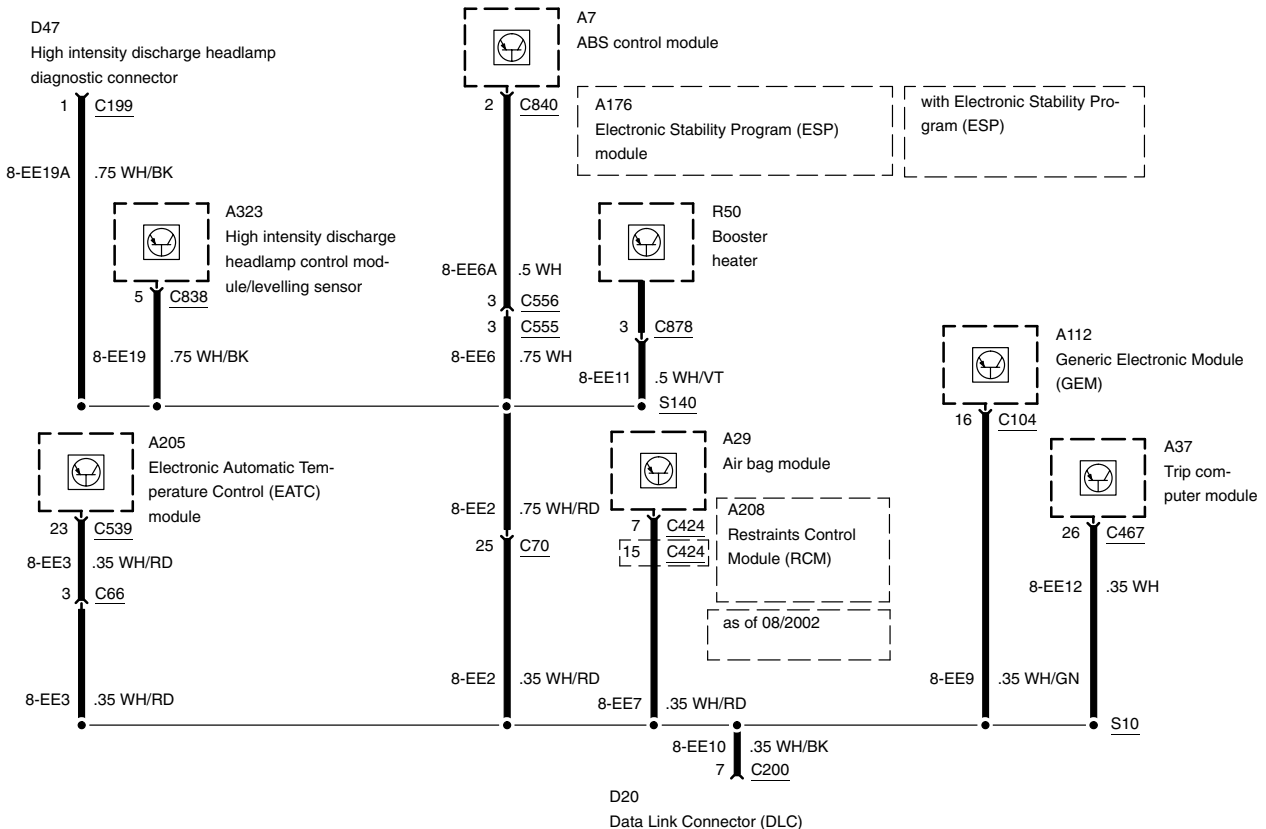 D47
High intensity discharge headlamp
diagnostic connector
1 C199
8-EE19A .75 WH/BK
A7
ABS control module
2 C840
A176
Electronic Stability Program (ESP)
module
with Electronic Stability Pro-
gram (ESP)
A323
High intensity discharge
headlamp control mod-
ule/levelling sensor
5 C838
8-EE19 .75 WH/BK
8-EE6A .5 WH
3 C556
3 C555
8-EE6 .75 WH
R50
Booster
heater
3 C878
8-EE11 .5 WH/VT
S140
A112
Generic Electronic Module
(GEM)
16 C104
A205
Electronic Automatic Tem-
perature Control (EATC)
module
23 C539
8-EE3 .35 WH/RD
3 C66
8-EE3 .35 WH/RD
8-EE2 .75 WH/RD
25 C70
8-EE2 .35 WH/RD
A29
Air bag module
7 C424
15 C424
A208
Restraints Control
Module (RCM)
as of 08/2002
8-EE7 .35 WH/RD
A37
Trip com-
puter module
26 C467
8-EE12 .35 WH
8-EE9 .35 WH/GN
S10
8-EE10 .35 WH/BK
7 C200
D20
Data Link Connector (DLC)